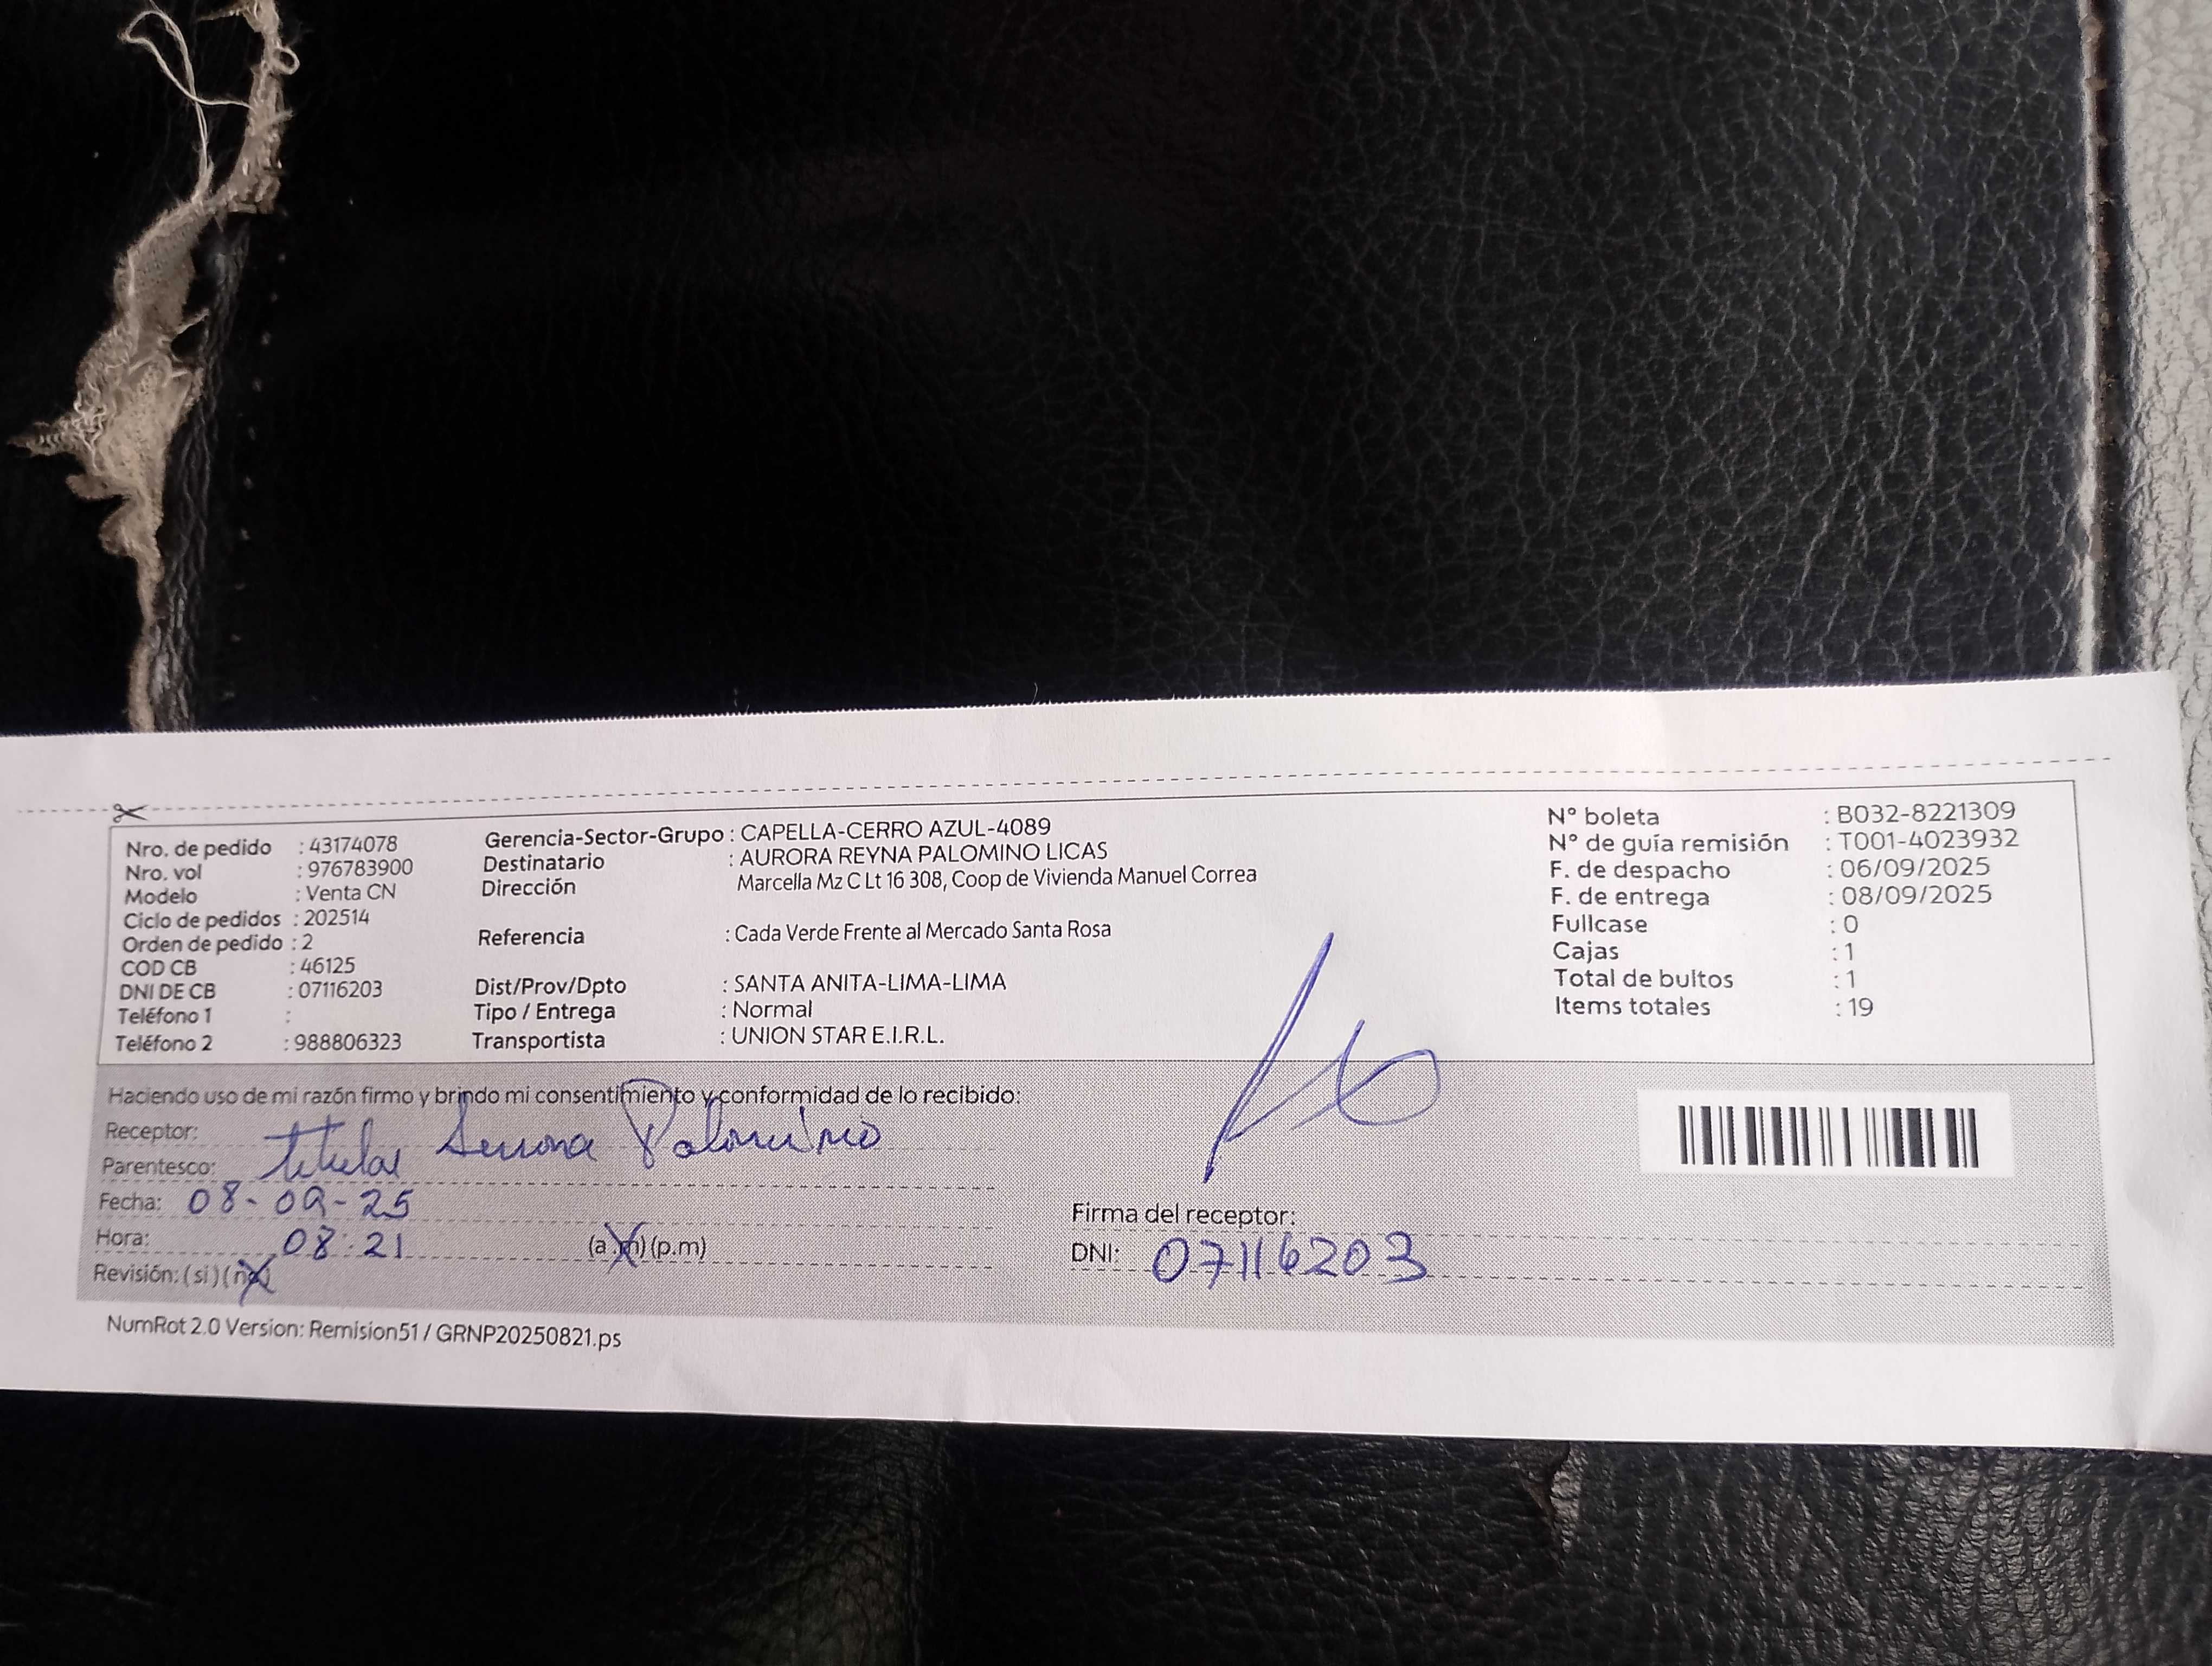 Nro. de pedido : 43174078
Nro. vol : 976783900
Modelo : Venta CN
Ciclo de pedidos : 202514
Orden de pedido : 2
COD CB : 46125
DNI DE CB : 07116203
Teléfono 1 :
Teléfono 2 : 988806323
Gerencia-Sector-Grupo : CAPELLA-CERRO AZUL-4089
Destinatario : AURORA REYNA PALOMINO LICAS
Dirección Marcella Mz C Lt 16 308, Coop de Vivienda Manuel Correa
Referencia : Cada Verde Frente al Mercado Santa Rosa
Dist/Prov/Dpto : SANTA ANITA-LIMA-LIMA
Tipo / Entrega : Normal
Transportista : UNION STAR E.I.R.L.
N° boleta : B032-8221309
N° de guía remisión : T001-4023932
F. de despacho : 06/09/2025
F. de entrega : 08/09/2025
Fullcase : 0
Cajas : 1
Total de bultos : 1
Items totales : 19
Haciendo uso de mi razón firmo y brindo mi consentimiento y conformidad de lo recibido:
Receptor: Palomino
Parentesco: titular
Fecha: 08-09-25
Hora: 08:21 (a.m) (p.m)
Revisión: (si) (no)
Firma del receptor:
DNI: 07116203
NumRot 2.0 Version: Remision51 / GRNP20250821.ps